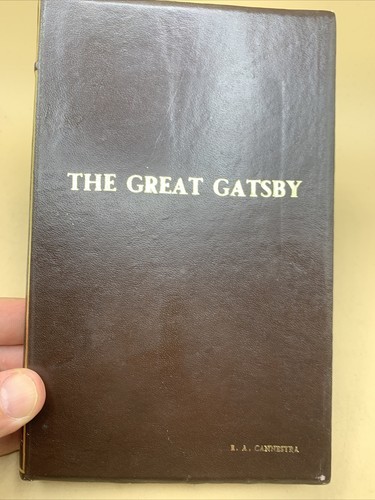 THE GREAT GATSBY
R. A. CANNESTRA